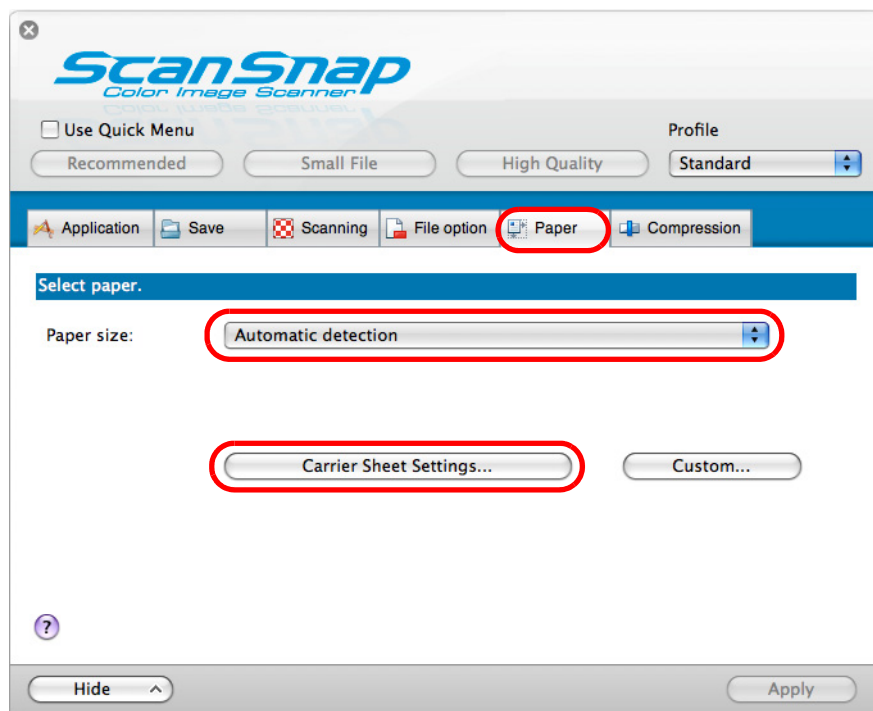 ScanSnap
Color Image Scanner
Use Quick Menu
Profile
Recommended Small File High Quality Standard
Application Save Scanning File option Paper Compression
Select paper.
Paper size: Automatic detection
Carrier Sheet Settings... Custom...
?
Hide Apply